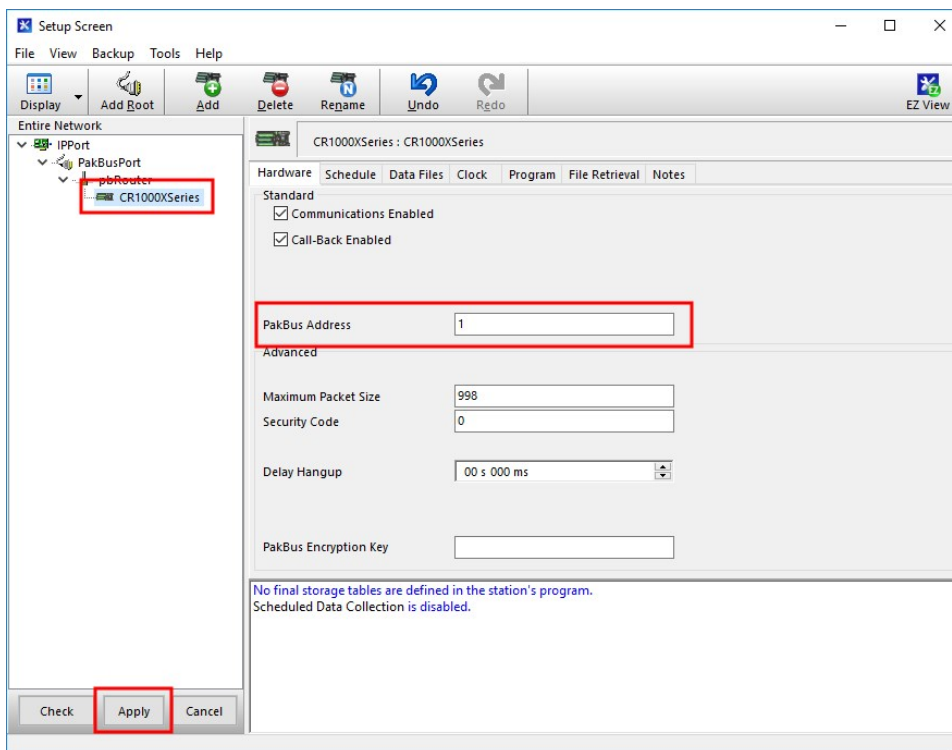 Setup Screen
File View Backup Tools Help
Display Add Root Add Delete Rename Undo Redo EZ View
Entire Network
IPPort
PakBusPort
pbRouter
CR1000XSeries
CR1000XSeries : CR1000XSeries
Hardware Schedule Data Files Clock Program File Retrieval Notes
Standard
Communications Enabled
Call-Back Enabled
PakBus Address 1
Advanced
Maximum Packet Size 998
Security Code 0
Delay Hangup 00 s 000 ms
PakBus Encryption Key
No final storage tables are defined in the station's program.
Scheduled Data Collection is disabled.
Check Apply Cancel